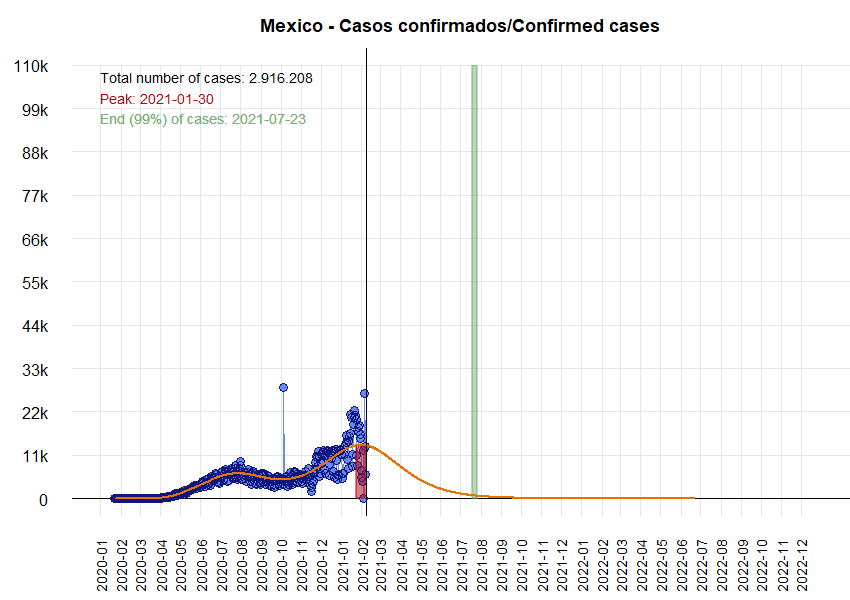 Mexico - Casos confirmados/Confirmed cases
110k
99k
88k
77k
66k
55k
44k
33k
22k
11k
0
Total number of cases: 2.916.208
Peak: 2021-01-30
End (99%) of cases: 2021-07-23
2020-01
2020-02
2020-03
2020-04
2020-05
2020-06
2020-07
2020-08
2020-09
2020-10
2020-11
2020-12
2021-01
2021-02
2021-03
2021-04
2021-05
2021-06
2021-07
2021-08
2021-09
2021-10
2021-11
2021-12
2022-01
2022-02
2022-03
2022-04
2022-05
2022-06
2022-07
2022-08
2022-09
2022-10
2022-11
2022-12